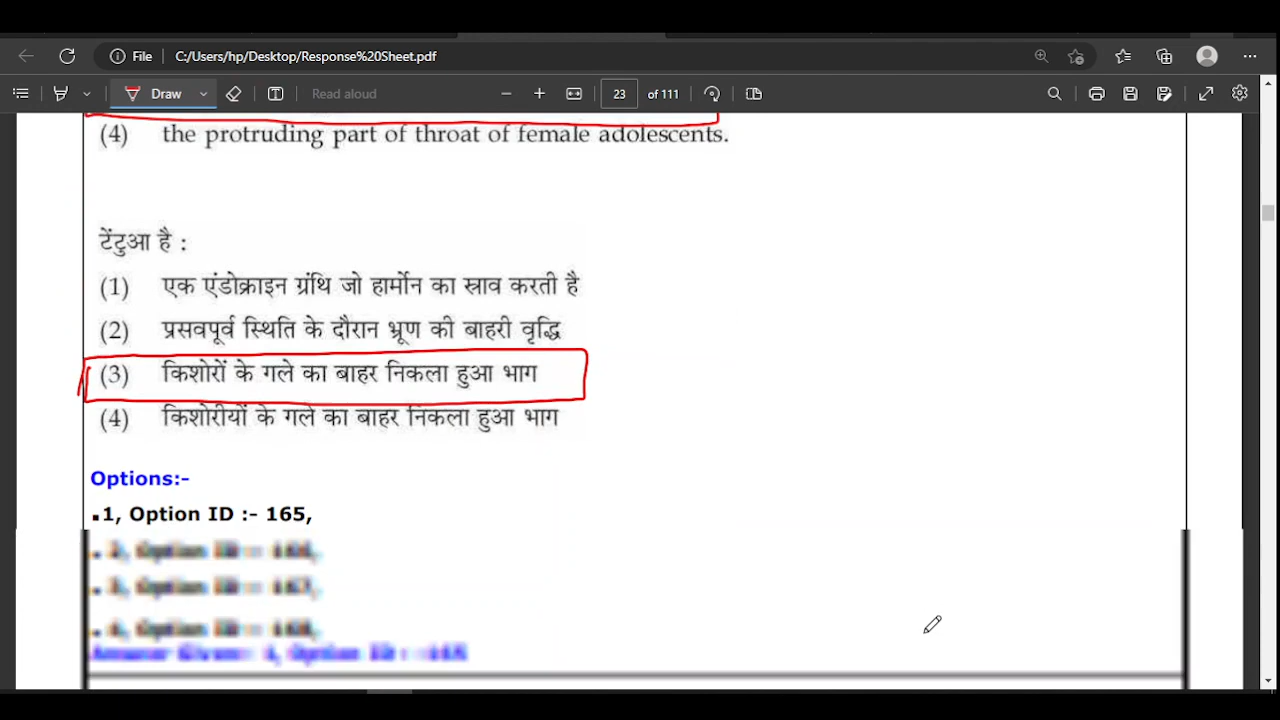 File C:/Users/hp/Desktop/Response%20Sheet.pdf
Draw Read aloud 23 of 111
(4) the protruding part of throat of female adolescents.
टेंटुआ है :
(1) एक एंडोक्राइन ग्रंथि जो हार्मोन का स्राव करती है
(2) प्रसवपूर्व स्थिति के दौरान भ्रूण की बाहरी वृद्धि
(3) किशोरों के गले का बाहर निकला हुआ भाग
(4) किशोरीयों के गले का बाहर निकला हुआ भाग
Options:-
1, Option ID :- 165,